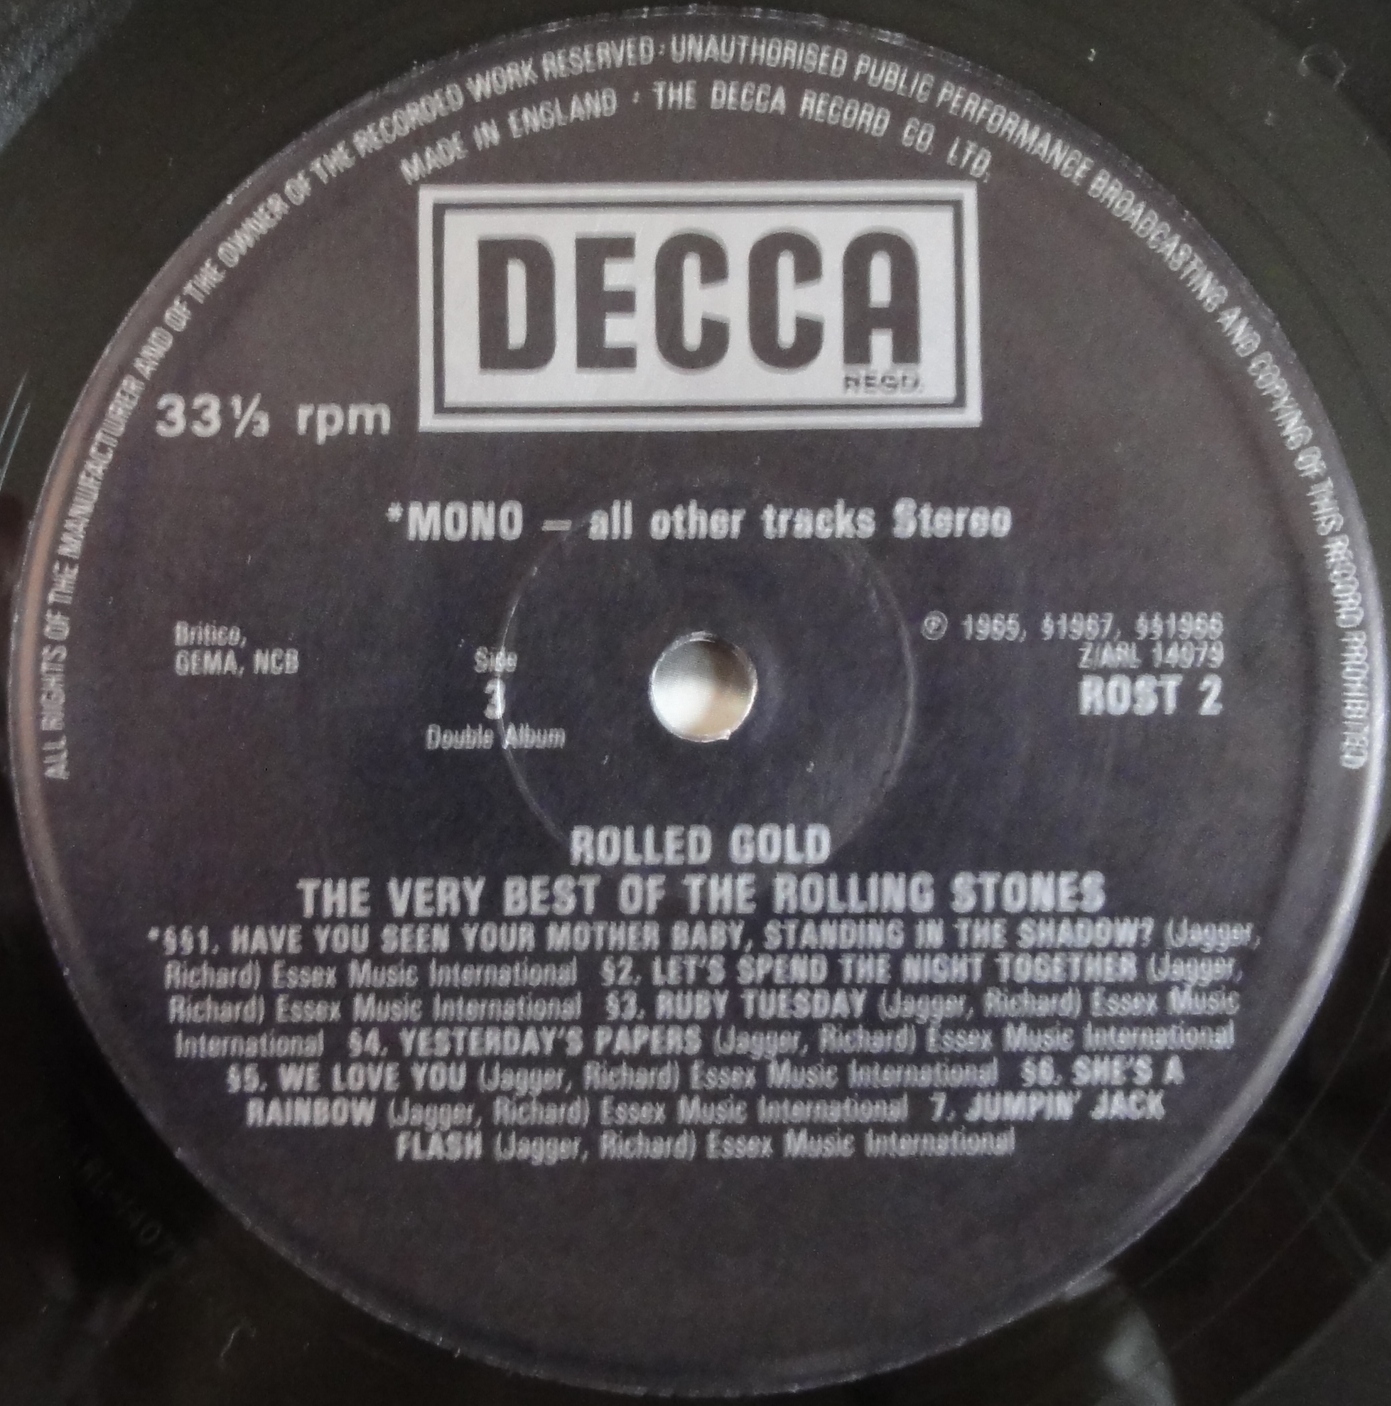 ALL RIGHTS OF THE MANUFACTURER AND OF THE OWNER OF THE RECORDED WORK RESERVED · UNAUTHORISED PUBLIC PERFORMANCE BROADCASTING AND COPYING OF THIS RECORD PROHIBITED
MADE IN ENGLAND · THE DECCA RECORD CO. LTD.
DECCA
REGD.
33⅓ rpm
*MONO – all other tracks Stereo
Britico,
GEMA, NCB
Side
3
Double Album
℗ 1965, §1967, §§1966
Z/ARL 14079
ROST 2
ROLLED GOLD
THE VERY BEST OF THE ROLLING STONES
*§§1. HAVE YOU SEEN YOUR MOTHER BABY, STANDING IN THE SHADOW? (Jagger,
Richard) Essex Music International §2. LET'S SPEND THE NIGHT TOGETHER (Jagger,
Richard) Essex Music International §3. RUBY TUESDAY (Jagger, Richard) Essex Music
International §4. YESTERDAY'S PAPERS (Jagger, Richard) Essex Music International
§5. WE LOVE YOU (Jagger, Richard) Essex Music International §6. SHE'S A
RAINBOW (Jagger, Richard) Essex Music International 7. JUMPIN' JACK
FLASH (Jagger, Richard) Essex Music International